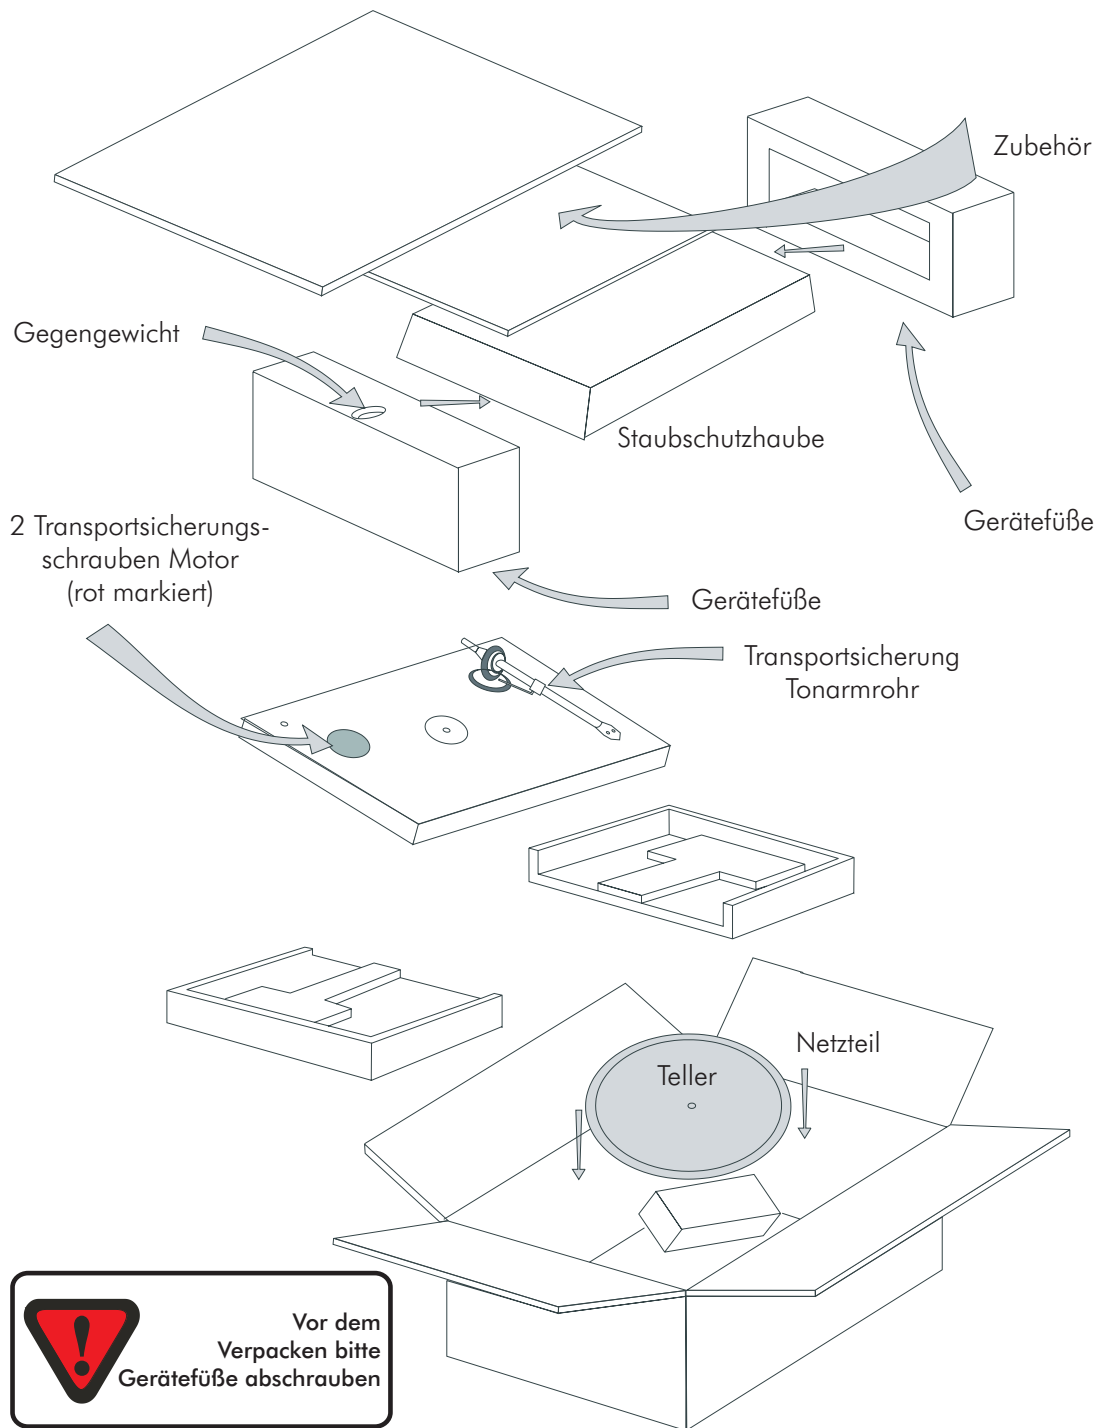 Zubehör
Gegengewicht
Staubschutzhaube
Gerätefüße
2 Transportsicherungs-
schrauben Motor
(rot markiert)
Gerätefüße
Transportsicherung
Tonarmrohr
Netzteil
Teller
Vor dem
Verpacken bitte
Gerätefüße abschrauben